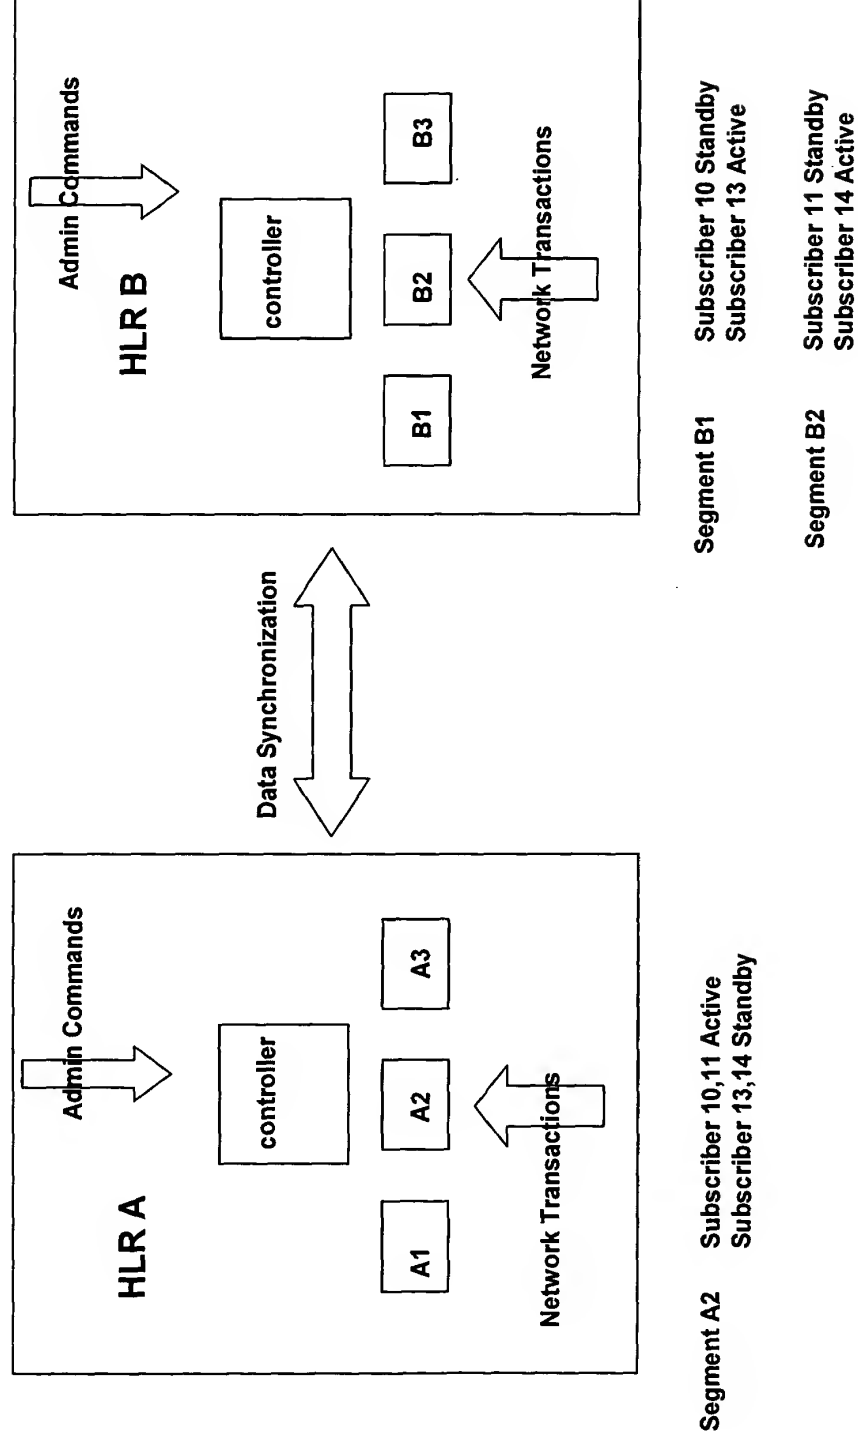 HLR A
Admin Commands
controller
A1
A2
A3
Network Transactions
Data Synchronization
HLR B
Admin Commands
controller
B1
B2
B3
Network Transactions
Segment A2
Subscriber 10,11 Active
Subscriber 13,14 Standby
Segment B1
Subscriber 10 Standby
Subscriber 13 Active
Segment B2
Subscriber 11 Standby
Subscriber 14 Active